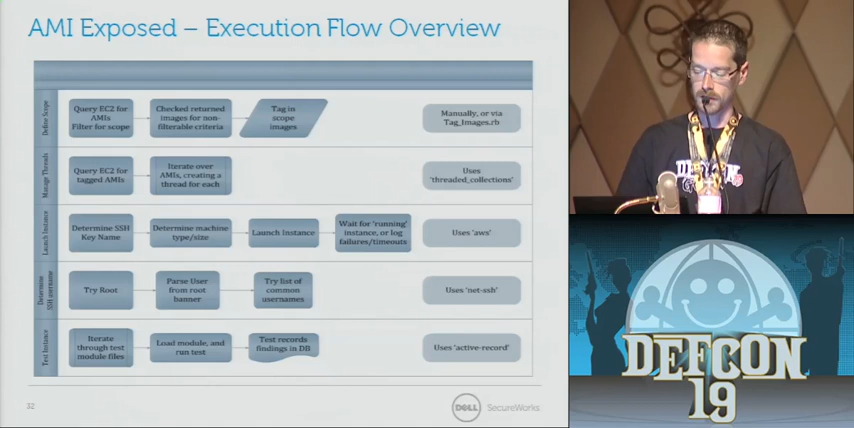 AMI Exposed – Execution Flow Overview
Define Scope
Query EC2 for
AMIs
Filter for scope
Checked returned
images for non-
filterable criteria
Tag in
scope
images
Manually, or via
Tag_Images.rb
Manage Threads
Query EC2 for
tagged AMIs
Iterate over
AMIs, creating a
thread for each
Uses
'threaded_collections'
Launch Instance
Determine SSH
Key Name
Determine machine
type/size
Launch Instance
Wait for 'running'
instance, or log
failures/timeouts
Uses 'aws'
Determine
SSH username
Try Root
Parse User
from root
banner
Try list of
common
usernames
Uses 'net-ssh'
Test Instance
Iterate
through test
module files
Load module, and
run test
Test records
findings in DB
Uses 'active-record'
32
DELL
SecureWorks
DEFCON
DEFCON
19